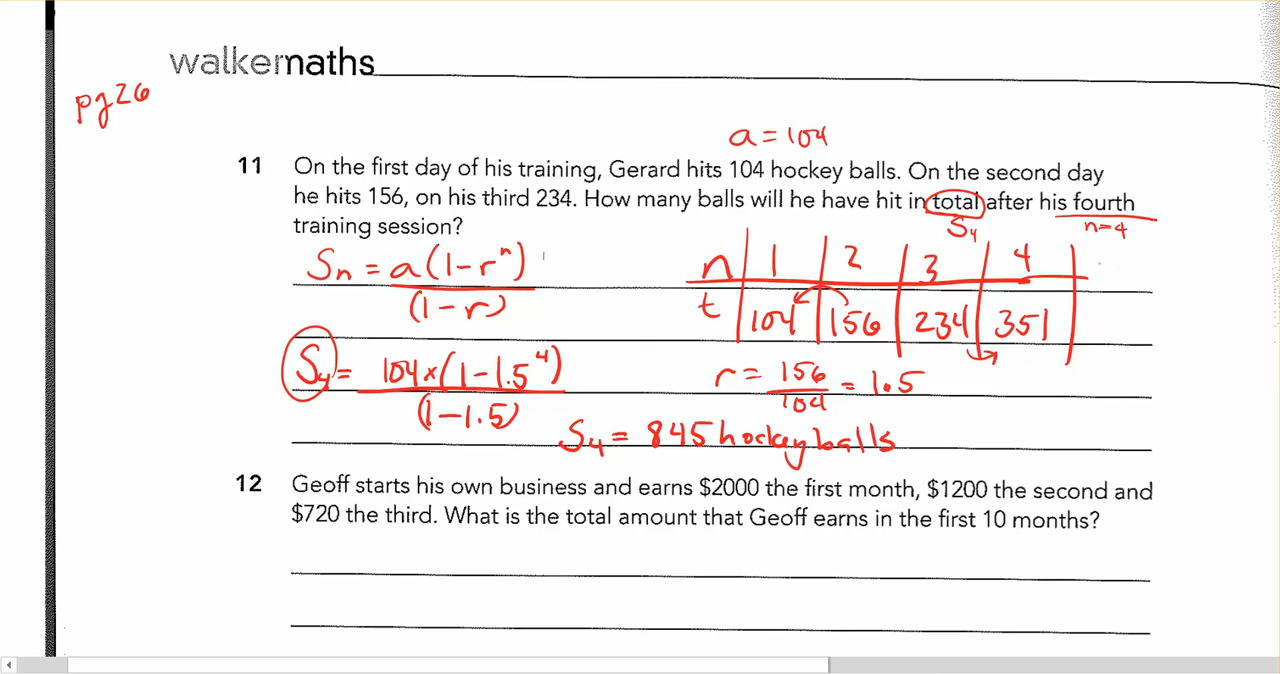 walkernaths
pg 26
a = 104
11 On the first day of his training, Gerard hits 104 hockey balls. On the second day
he hits 156, on his third 234. How many balls will he have hit in total after his fourth
training session?
S4
n=4
Sn = a(1-r^n)
(1-r)
n 1 2 3 4
t 104 156 234 351
S4 = 104×(1-1.5^4)
(1-1.5)
r = 156
104
= 1.5
S4 = 845 hockey balls
12 Geoff starts his own business and earns $2000 the first month, $1200 the second and
$720 the third. What is the total amount that Geoff earns in the first 10 months?